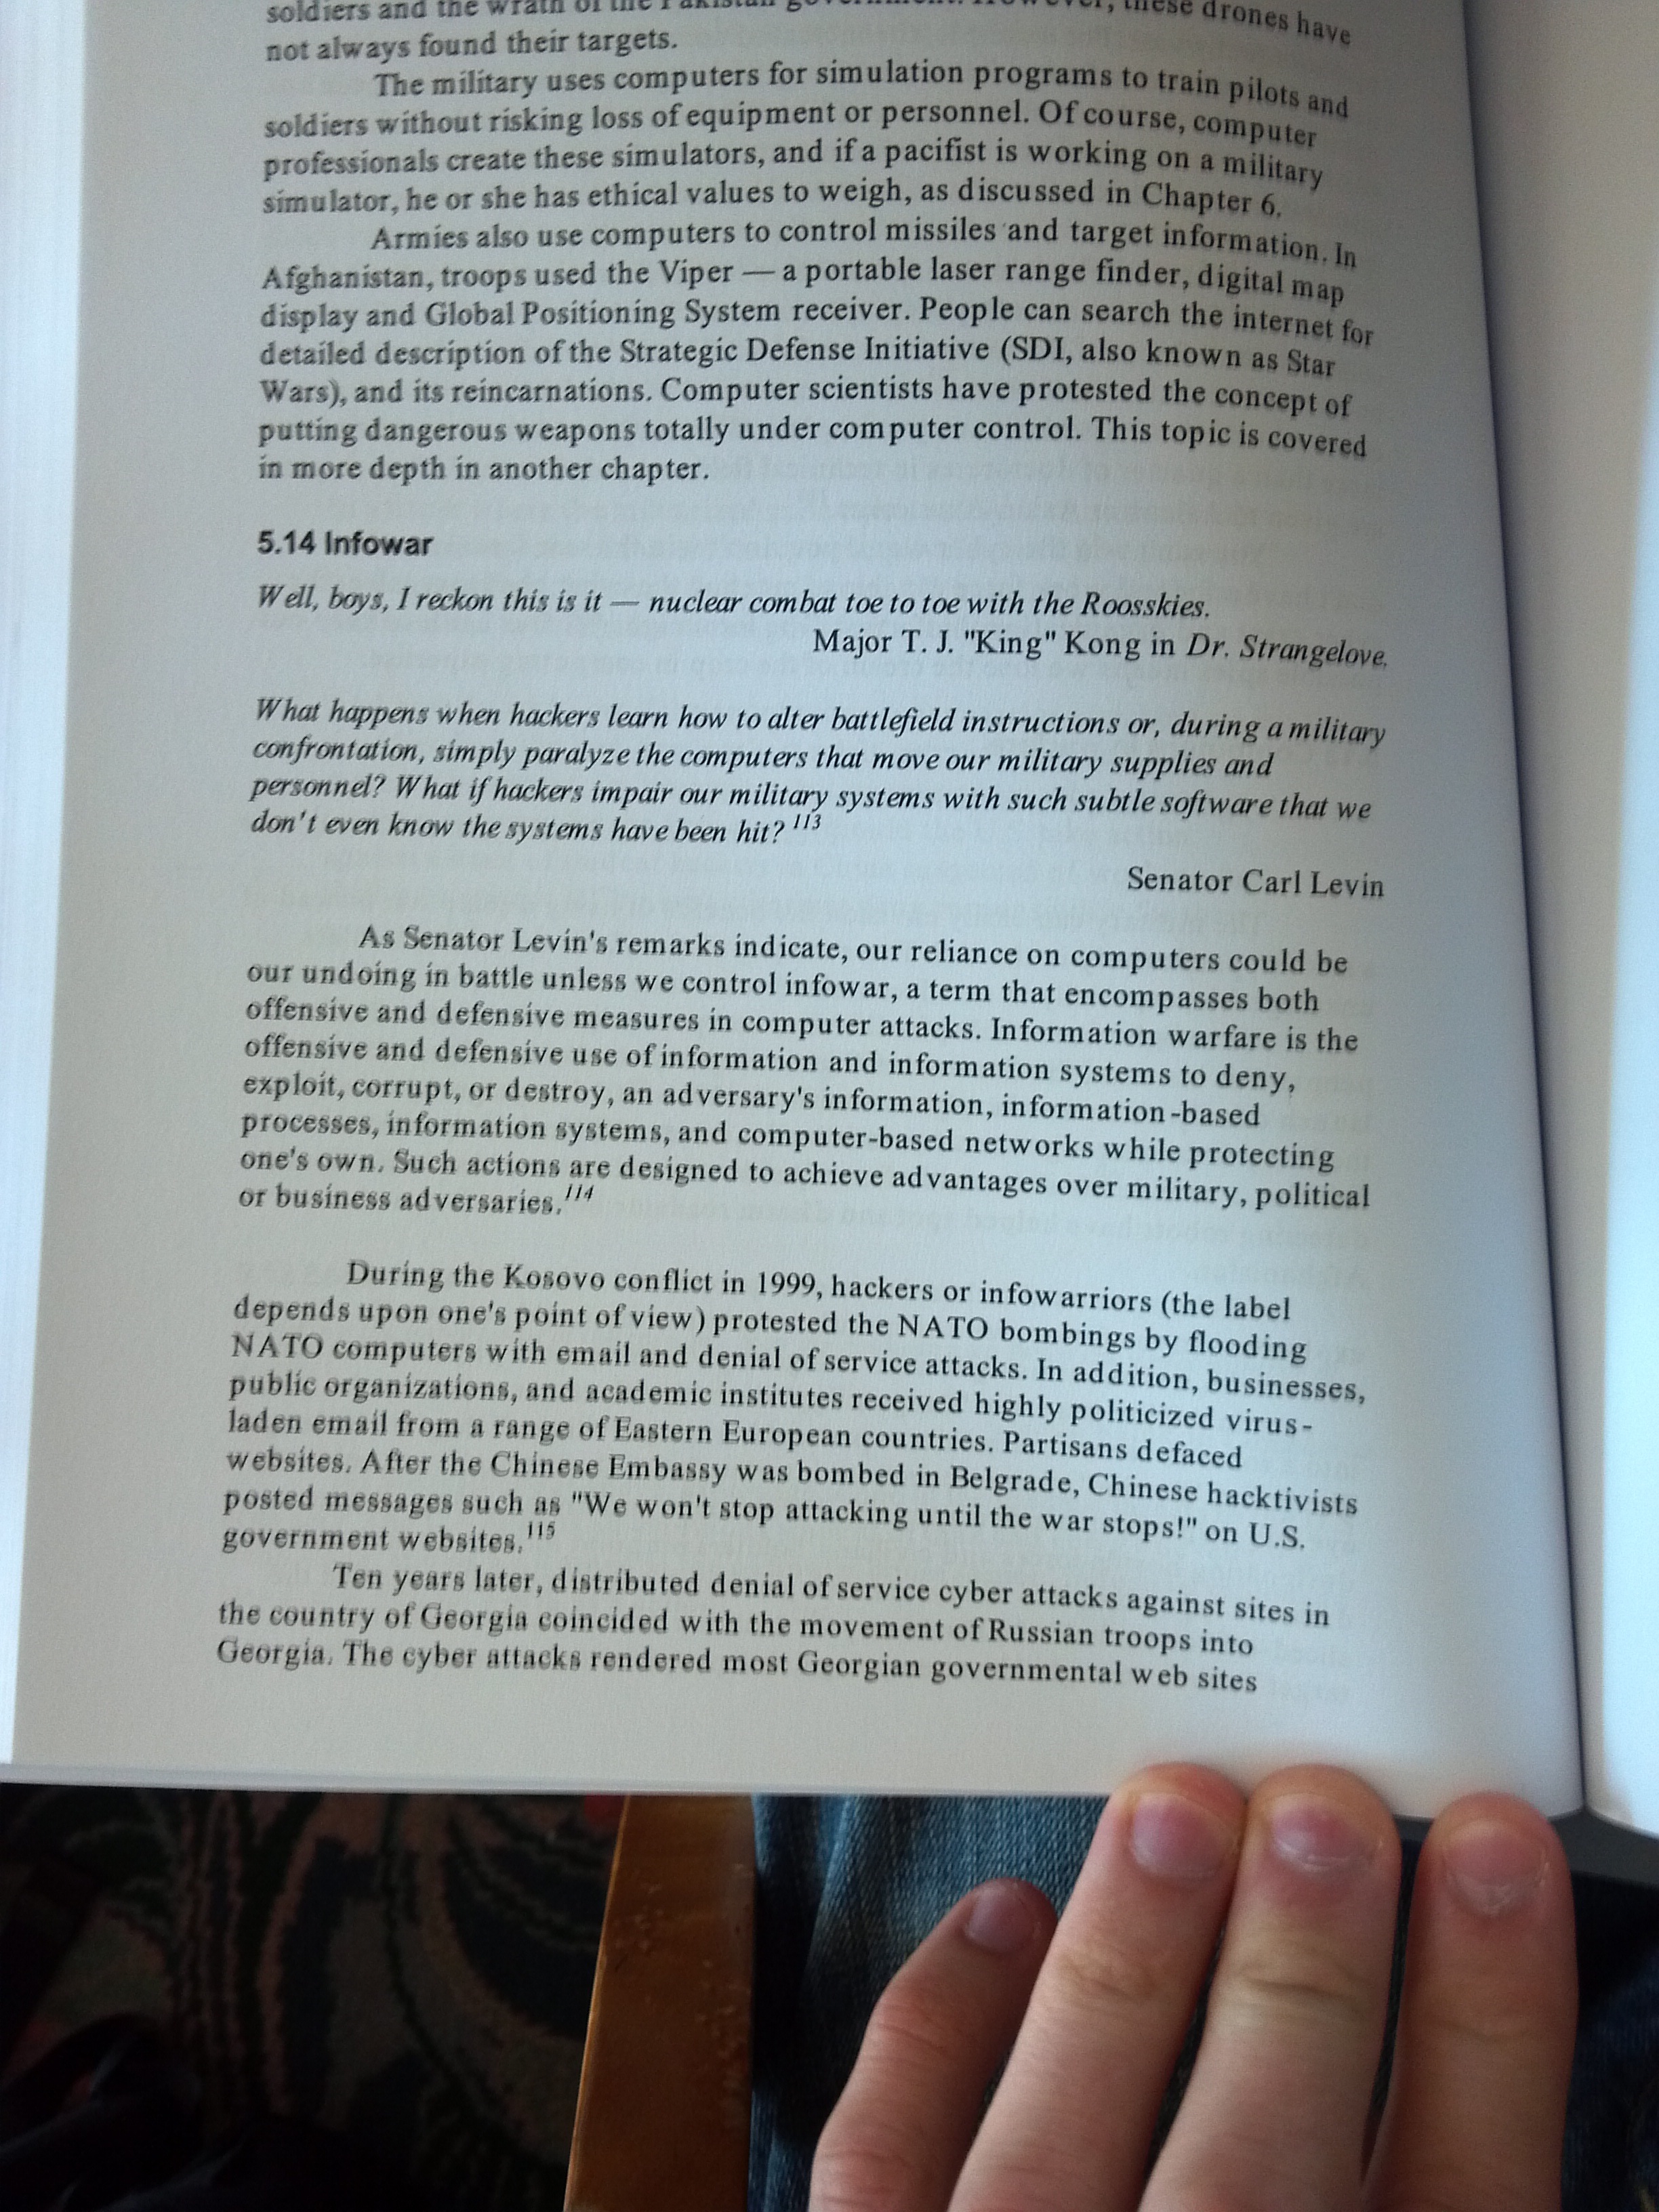 soldiers and the wrath of the Pakistan government. However, these drones have
not always found their targets.
The military uses computers for simulation programs to train pilots and
soldiers without risking loss of equipment or personnel. Of course, computer
professionals create these simulators, and if a pacifist is working on a military
simulator, he or she has ethical values to weigh, as discussed in Chapter 6.
Armies also use computers to control missiles and target information. In
Afghanistan, troops used the Viper — a portable laser range finder, digital map
display and Global Positioning System receiver. People can search the internet for
detailed description of the Strategic Defense Initiative (SDI, also known as Star
Wars), and its reincarnations. Computer scientists have protested the concept of
putting dangerous weapons totally under computer control. This topic is covered
in more depth in another chapter.
5.14 Infowar
Well, boys, I reckon this is it — nuclear combat toe to toe with the Roosskies.
Major T. J. "King" Kong in Dr. Strangelove.
What happens when hackers learn how to alter battlefield instructions or, during a military
confrontation, simply paralyze the computers that move our military supplies and
personnel? What if hackers impair our military systems with such subtle software that we
don't even know the systems have been hit? 113
Senator Carl Levin
As Senator Levin's remarks indicate, our reliance on computers could be
our undoing in battle unless we control infowar, a term that encompasses both
offensive and defensive measures in computer attacks. Information warfare is the
offensive and defensive use of information and information systems to deny,
exploit, corrupt, or destroy, an adversary's information, information-based
processes, information systems, and computer-based networks while protecting
one's own. Such actions are designed to achieve advantages over military, political
or business adversaries.114
During the Kosovo conflict in 1999, hackers or infowarriors (the label
depends upon one's point of view) protested the NATO bombings by flooding
NATO computers with email and denial of service attacks. In addition, businesses,
public organizations, and academic institutes received highly politicized virus-
laden email from a range of Eastern European countries. Partisans defaced
websites. After the Chinese Embassy was bombed in Belgrade, Chinese hacktivists
posted messages such as "We won't stop attacking until the war stops!" on U.S.
government websites.115
Ten years later, distributed denial of service cyber attacks against sites in
the country of Georgia coincided with the movement of Russian troops into
Georgia. The cyber attacks rendered most Georgian governmental web sites